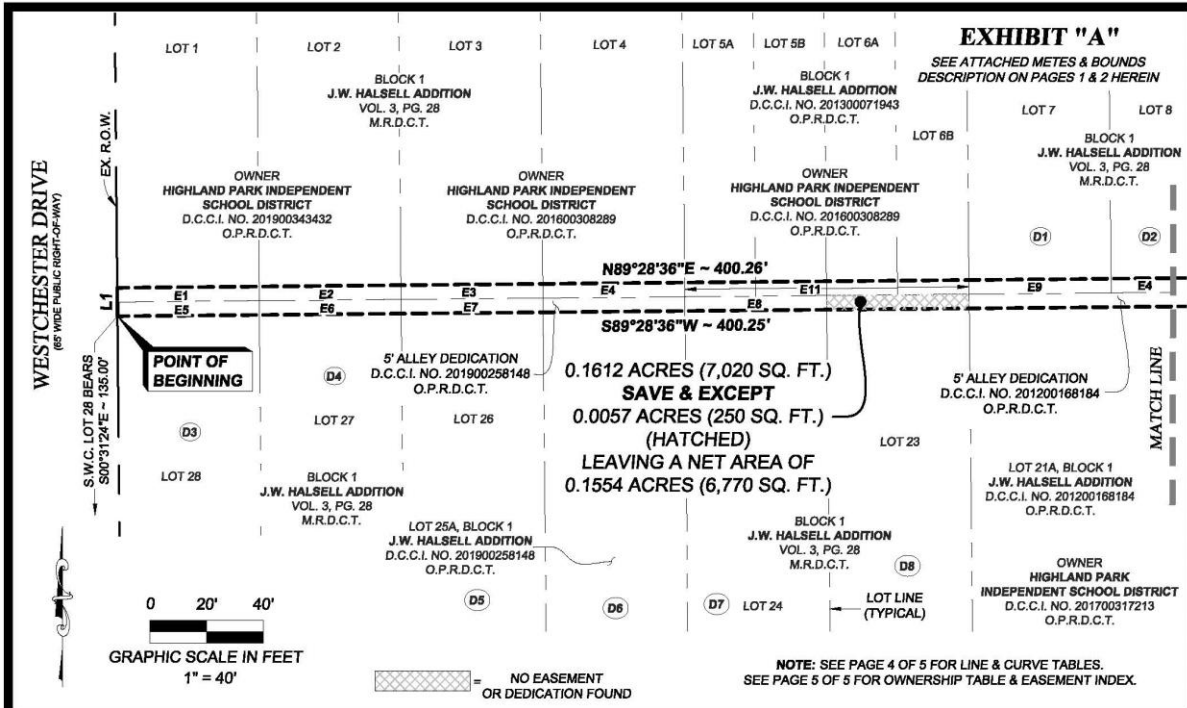 EXHIBIT "A"
SEE ATTACHED METES & BOUNDS
DESCRIPTION ON PAGES 1 & 2 HEREIN
LOT 1
LOT 2
LOT 3
LOT 4
LOT 5A
LOT 5B
LOT 6A
LOT 6B
LOT 7
LOT 8
BLOCK 1
J.W. HALSELL ADDITION
VOL. 3, PG. 28
M.R.D.C.T.
BLOCK 1
J.W. HALSELL ADDITION
D.C.C.I. NO. 201300071943
O.P.R.D.C.T.
BLOCK 1
J.W. HALSELL ADDITION
VOL. 3, PG. 28
M.R.D.C.T.
EX. R.O.W.
WESTCHESTER DRIVE
(65' WIDE PUBLIC RIGHT-OF-WAY)
OWNER
HIGHLAND PARK INDEPENDENT
SCHOOL DISTRICT
D.C.C.I. NO. 201900343432
O.P.R.D.C.T.
OWNER
HIGHLAND PARK INDEPENDENT
SCHOOL DISTRICT
D.C.C.I. NO. 201600308289
O.P.R.D.C.T.
OWNER
HIGHLAND PARK INDEPENDENT
SCHOOL DISTRICT
D.C.C.I. NO. 201600308289
O.P.R.D.C.T.
D1
D2
N89°28'36"E ~ 400.26'
L1
E1
E2
E3
E4
E11
E9
E4
E5
E6
E7
E8
S89°28'36"W ~ 400.25'
POINT OF
BEGINNING
S.W.C. LOT 28 BEARS
S00°31'24"E ~ 135.00'
5' ALLEY DEDICATION
D.C.C.I. NO. 201900258148
O.P.R.D.C.T.
D4
D3
LOT 27
LOT 26
LOT 28
0.1612 ACRES (7,020 SQ. FT.)
SAVE & EXCEPT
0.0057 ACRES (250 SQ. FT.)
(HATCHED)
LEAVING A NET AREA OF
0.1554 ACRES (6,770 SQ. FT.)
5' ALLEY DEDICATION
D.C.C.I. NO. 201200168184
O.P.R.D.C.T.
MATCH LINE
LOT 23
BLOCK 1
J.W. HALSELL ADDITION
VOL. 3, PG. 28
M.R.D.C.T.
LOT 21A, BLOCK 1
J.W. HALSELL ADDITION
D.C.C.I. NO. 201200168184
O.P.R.D.C.T.
LOT 25A, BLOCK 1
J.W. HALSELL ADDITION
D.C.C.I. NO. 201900258148
O.P.R.D.C.T.
BLOCK 1
J.W. HALSELL ADDITION
VOL. 3, PG. 28
M.R.D.C.T.
D8
D5
D6
D7
LOT 24
LOT LINE
(TYPICAL)
OWNER
HIGHLAND PARK
INDEPENDENT SCHOOL DISTRICT
D.C.C.I. NO. 201700317213
O.P.R.D.C.T.
0 20' 40'
GRAPHIC SCALE IN FEET
1" = 40'
= NO EASEMENT
OR DEDICATION FOUND
NOTE: SEE PAGE 4 OF 5 FOR LINE & CURVE TABLES.
SEE PAGE 5 OF 5 FOR OWNERSHIP TABLE & EASEMENT INDEX.